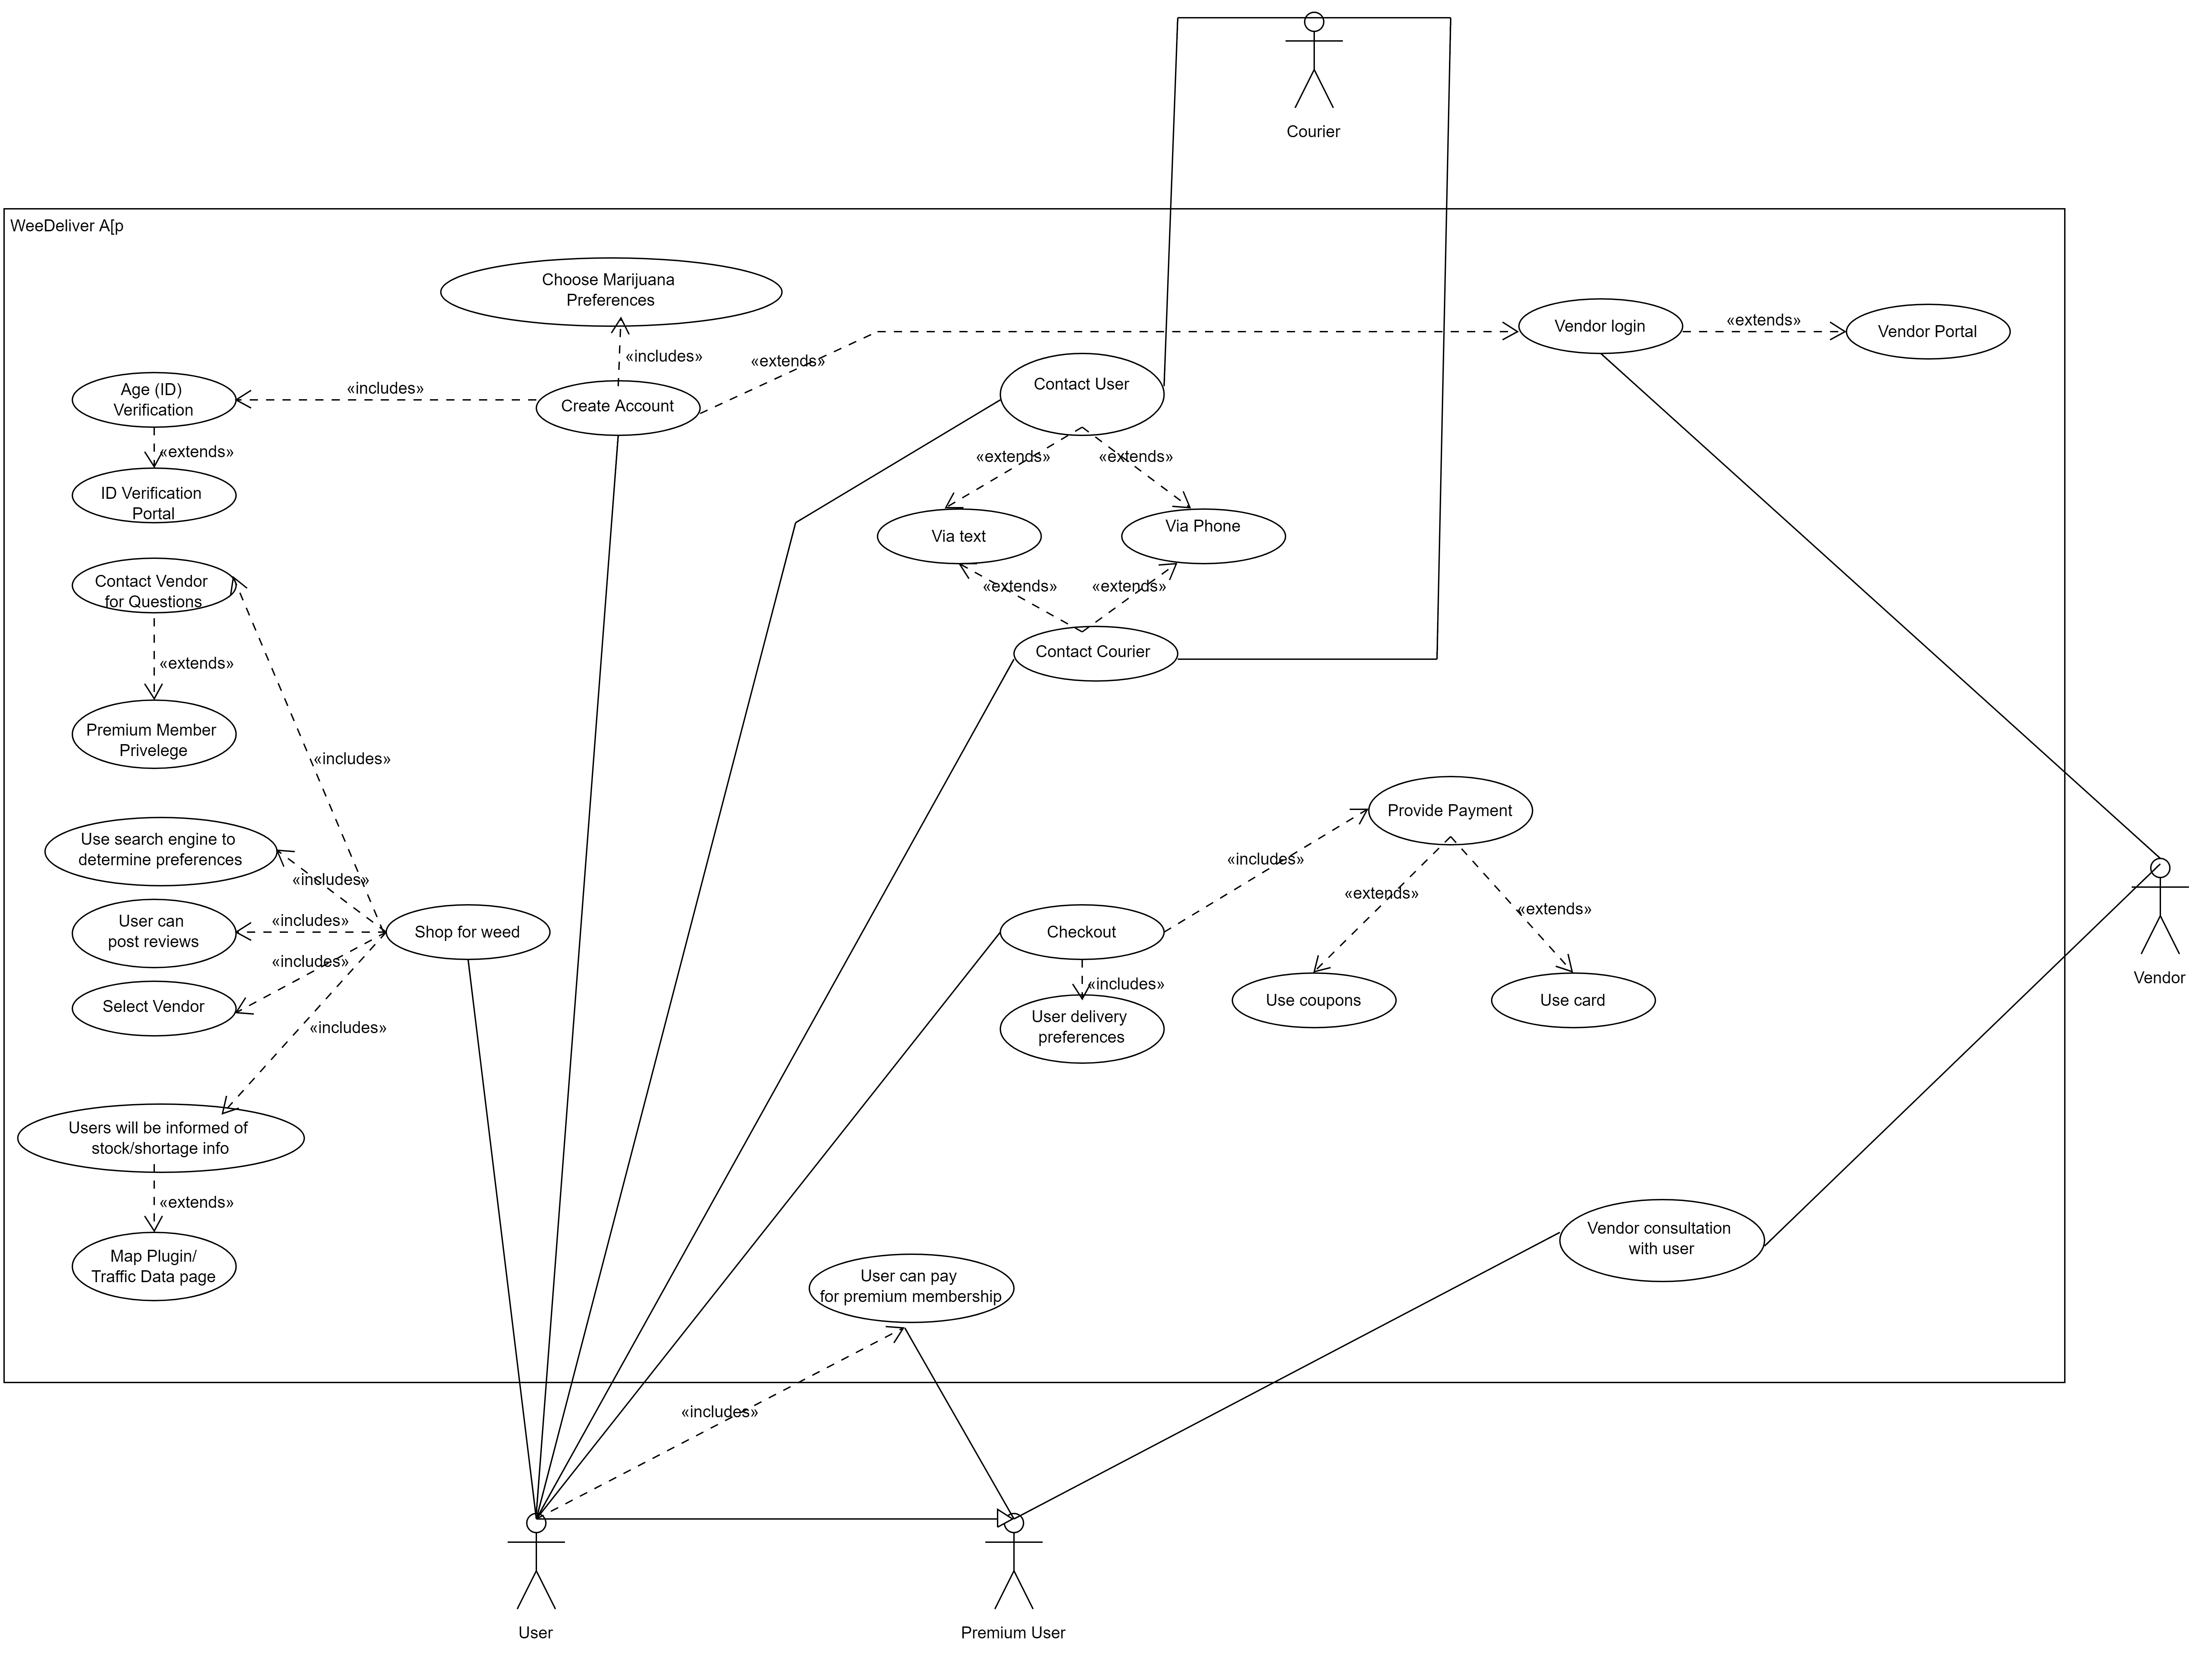 Courier
WeeDeliver A[p
Choose Marijuana
Preferences
«includes»
«extends»
Vendor login
«extends»
Vendor Portal
Age (ID)
Verification
«includes»
Create Account
Contact User
«extends»
ID Verification
Portal
«extends»
«extends»
Via text
Via Phone
«extends»
«extends»
Contact Courier
Contact Vendor
for Questions
«extends»
Premium Member
Privelege
«includes»
Use search engine to
determine preferences
«includes»
User can
post reviews
«includes»
Shop for weed
«includes»
Select Vendor
«includes»
Users will be informed of
stock/shortage info
«extends»
Map Plugin/
Traffic Data page
Provide Payment
«includes»
«extends»
«extends»
Checkout
«includes»
User delivery
preferences
Use coupons
Use card
Vendor
Vendor consultation
with user
User can pay
for premium membership
«includes»
User
Premium User